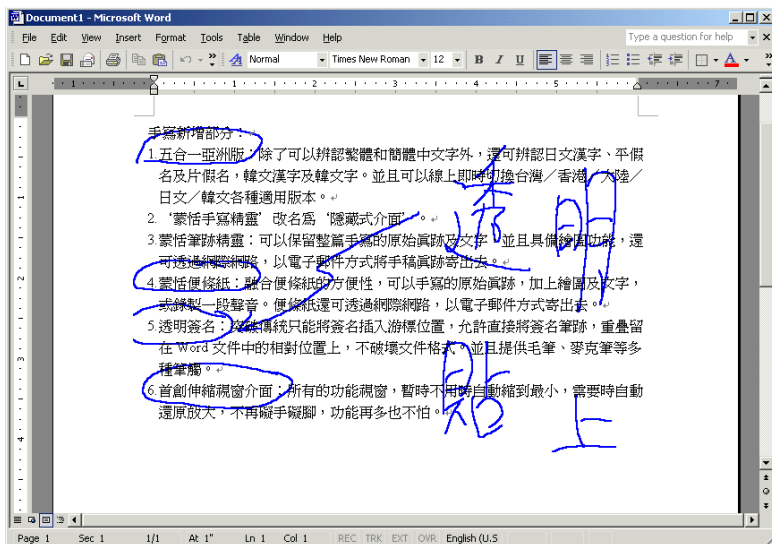 Document1 - Microsoft Word
File Edit View Insert Format Tools Table Window Help Type a question for help
Normal Times New Roman 12 B I U
1 2 3 4 5 7
手寫新增部分：
1.五合一亞洲版：除了可以辨認繁體和簡體中文字外，還可辨認日文漢字、平假
名及片假名，韓文漢字及韓文字。並且可以線上即時切換台灣／香港／大陸／
日文／韓文各種適用版本。
2.‘蒙恬手寫精靈’改名為‘隱藏式介面’。
3.蒙恬筆跡精靈：可以保留整篇手寫的原始真跡及文字，並且具備繪圖功能，還
可透過網際網路，以電子郵件方式將手稿真跡寄出去。
4.蒙恬便條紙：融合便條紙的方便性，可以手寫的原始真跡，加上繪圖及文字，
或錄製一段聲音。便條紙還可透過網際網路，以電子郵件方式寄出去。
5.透明簽名：突破傳統只能將簽名插入游標位置，允許直接將簽名筆跡，重疊留
在 Word 文件中的相對位置上，不破壞文件格式。並且提供毛筆、麥克筆等多
種筆觸。
6.首創伸縮視窗介面：所有的功能視窗，暫時不用時自動縮到最小，需要時自動
還原放大，不再礙手礙腳，功能再多也不怕。
上
Page 1 Sec 1 1/1 At 1" Ln 1 Col 1 REC TRK EXT OVR English (U.S